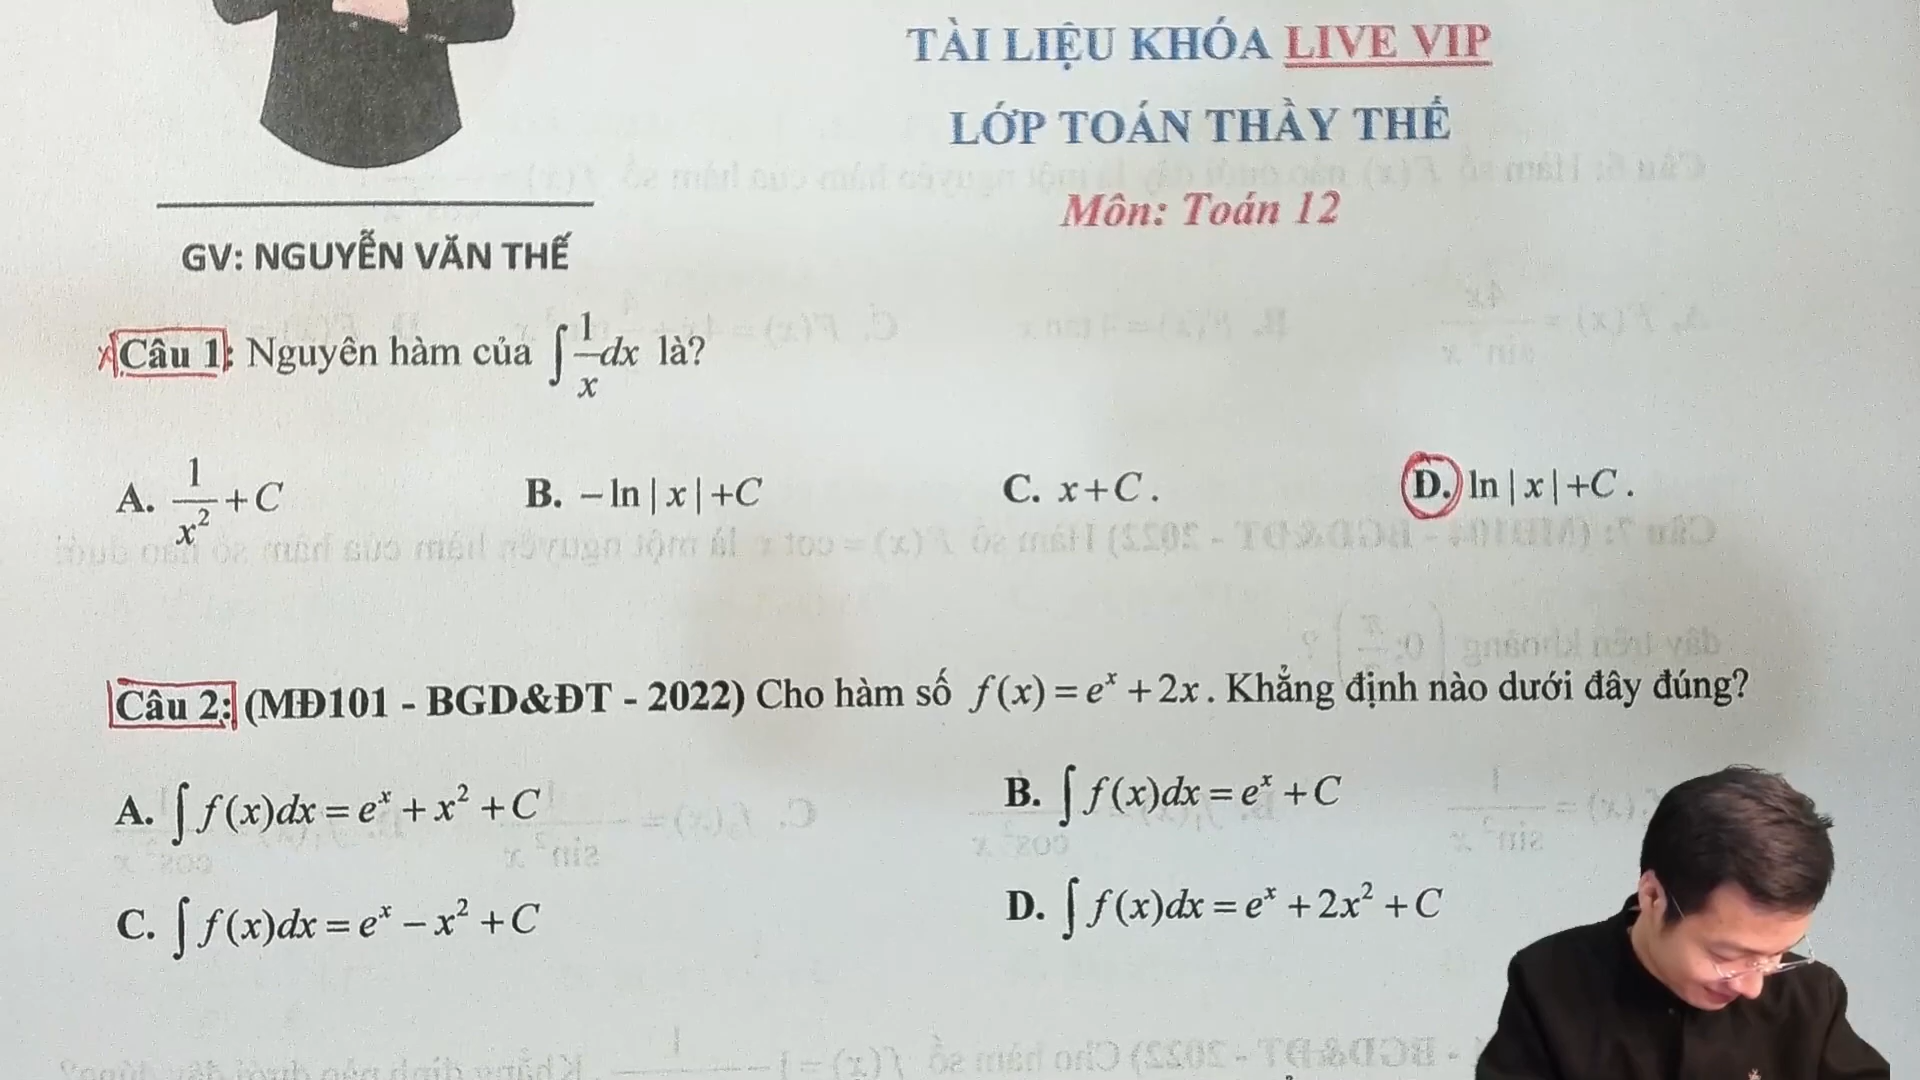 TÀI LIỆU KHÓA LIVE VIP
LỚP TOÁN THẦY THẾ
Môn: Toán 12
GV: NGUYỄN VĂN THẾ
Câu 1: Nguyên hàm của ∫ 1/x dx là?
A. 1/x² + C B. −ln|x|+C C. x+C. D. ln|x|+C.
Câu 2: (MĐ101 - BGD&ĐT - 2022) Cho hàm số f(x) = eˣ + 2x. Khẳng định nào dưới đây đúng?
A. ∫ f(x)dx = eˣ + x² + C B. ∫ f(x)dx = eˣ + C
C. ∫ f(x)dx = eˣ − x² + C D. ∫ f(x)dx = eˣ + 2x² + C